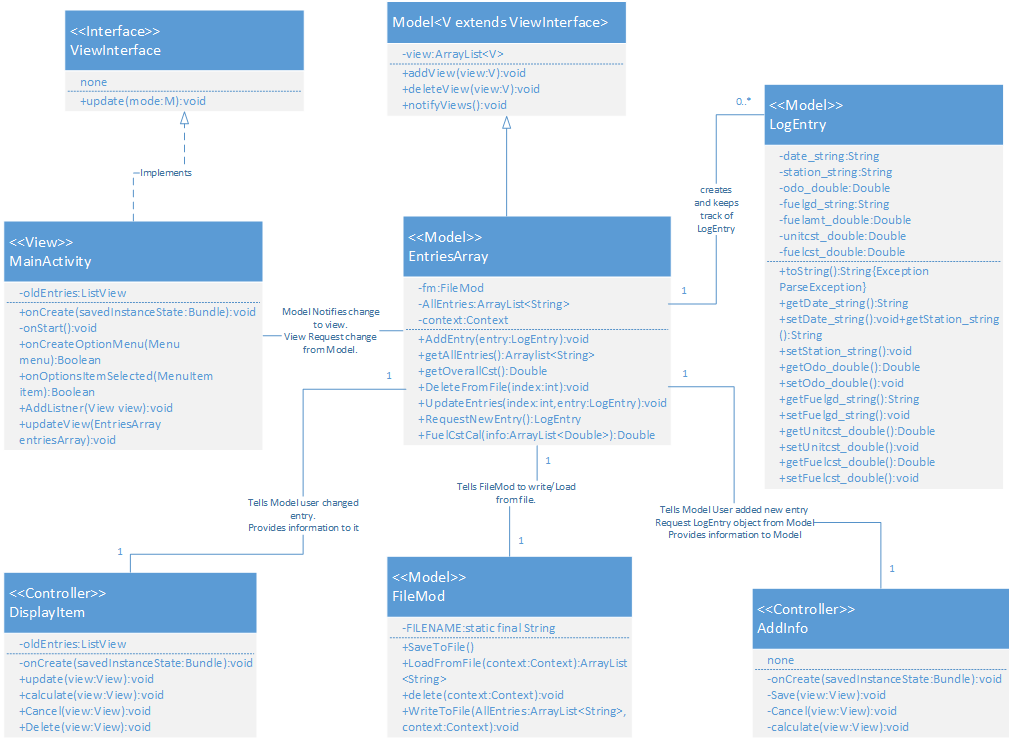 <<Interface>>
ViewInterface
none
+update(mode:M):void
Model<V extends ViewInterface>
-view:ArrayList<V>
+addView(view:V):void
+deleteView(view:V):void
+notifyViews():void
0..*
<<Model>>
LogEntry
-date_string:String
-station_string:String
-odo_double:Double
-fuelgd_string:String
-fuelamt_double:Double
-unitcst_double:Double
-fuelcst_double:Double
+toString():String{Exception
ParseException}
+getDate_string():String
+setDate_string():void+getStation_string
():String
+setStation_string():void
+getOdo_double():Double
+setOdo_double():void
+getFuelgd_string():String
+setFuelgd_string():void
+getUnitcst_double():Double
+setUnitcst_double():void
+getFuelcst_double():Double
+setFuelcst_double():void
Implements
creates
and keeps
track of
LogEntry
1
<<View>>
MainActivity
-oldEntries:ListView
+onCreate(savedInstanceState:Bundle):void
-onStart():void
+onCreateOptionMenu(Menu
menu):Boolean
+onOptionsItemSelected(MenuItem
item):Boolean
+AddListner(View view):void
+updateView(EntriesArray
entriesArray):void
Model Notifies change
to view.
View Request change
from Model.
<<Model>>
EntriesArray
-fm:FileMod
-AllEntries:ArrayList<String>
-context:Context
+AddEntry(entry:LogEntry):void
+getAllEntries():Arraylist<String>
+getOverallCst():Double
+DeleteFromFile(index:int):void
+UpdateEntries(index:int,entry:LogEntry):void
+RequestNewEntry():LogEntry
+FuelCstCal(info:ArrayList<Double>):Double
1
1
1
Tells FileMod to write/Load
from file.
1
Tells Model user changed
entry.
Provides information to it
1
Tells Model User added new entry
Request LogEntry object from Model
Provides information to Model
1
<<Controller>>
DisplayItem
-oldEntries:ListView
-onCreate(savedInstanceState:Bundle):void
+update(view:View):void
+calculate(view:View):void
+Cancel(view:View):void
+Delete(view:View):void
<<Model>>
FileMod
-FILENAME:static final String
+SaveToFile()
+LoadFromFile(context:Context):ArrayList
<String>
+delete(context:Context):void
+WriteToFile(AllEntries:ArrayList<String>,
context:Context):void
<<Controller>>
AddInfo
none
-onCreate(savedInstanceState:Bundle):void
-Save(view:View):void
-Cancel(view:View):void
-calculate(view:View):void